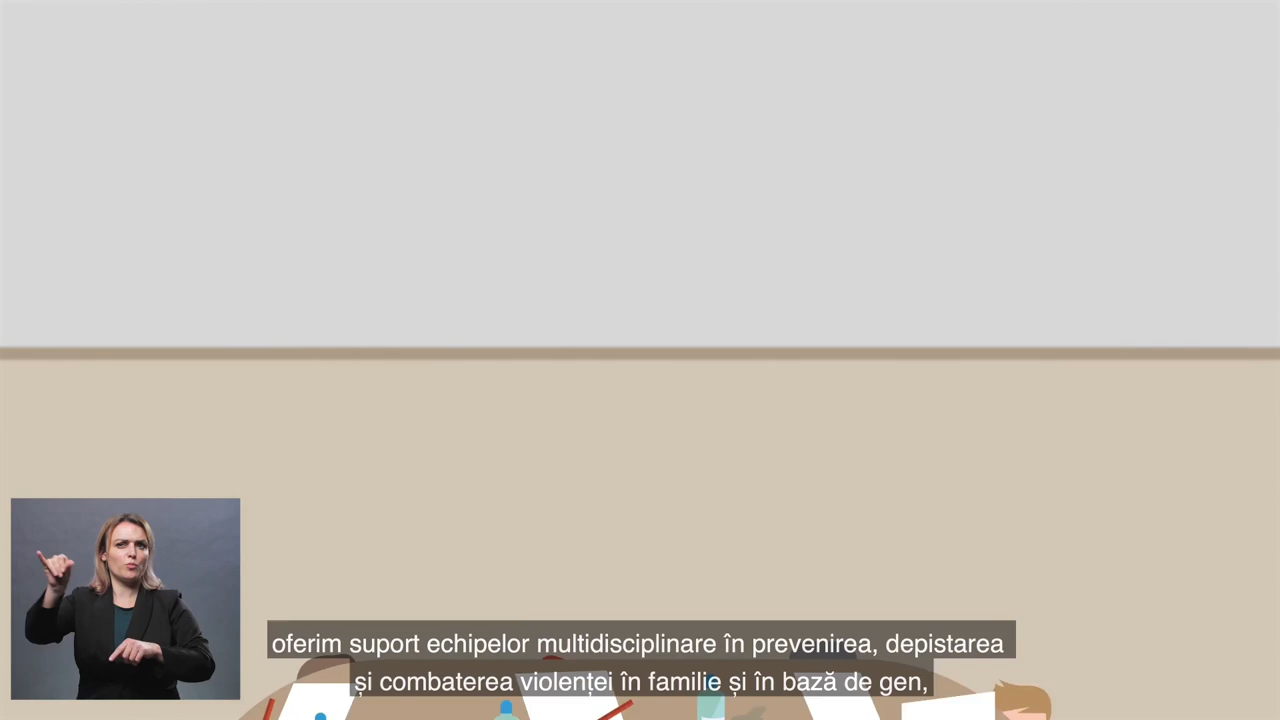 oferim suport echipelor multidisciplinare în prevenirea, depistarea
și combaterea violenței în familie și în bază de gen,